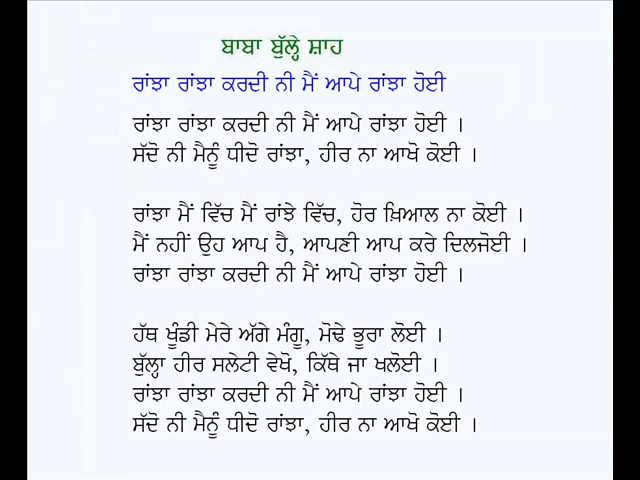 ਬਾਬਾ ਬੁੱਲ੍ਹੇ ਸ਼ਾਹ
ਰਾਂਝਾ ਰਾਂਝਾ ਕਰਦੀ ਨੀ ਮੈਂ ਆਪੇ ਰਾਂਝਾ ਹੋਈ
ਰਾਂਝਾ ਰਾਂਝਾ ਕਰਦੀ ਨੀ ਮੈਂ ਆਪੇ ਰਾਂਝਾ ਹੋਈ ।
ਸੱਦੋ ਨੀ ਮੈਨੂੰ ਧੀਦੋ ਰਾਂਝਾ, ਹੀਰ ਨਾ ਆਖੋ ਕੋਈ ।
ਰਾਂਝਾ ਮੈਂ ਵਿੱਚ ਮੈਂ ਰਾਂਝੇ ਵਿੱਚ, ਹੋਰ ਖ਼ਿਆਲ ਨਾ ਕੋਈ ।
ਮੈਂ ਨਹੀਂ ਉਹ ਆਪ ਹੈ, ਆਪਣੀ ਆਪ ਕਰੇ ਦਿਲਜੋਈ ।
ਰਾਂਝਾ ਰਾਂਝਾ ਕਰਦੀ ਨੀ ਮੈਂ ਆਪੇ ਰਾਂਝਾ ਹੋਈ ।
ਹੱਥ ਖੂੰਡੀ ਮੇਰੇ ਅੱਗੇ ਮੰਗੂ, ਮੋਢੇ ਭੂਰਾ ਲੋਈ ।
ਬੁੱਲ੍ਹਾ ਹੀਰ ਸਲੇਟੀ ਵੇਖੋ, ਕਿੱਥੇ ਜਾ ਖਲੋਈ ।
ਰਾਂਝਾ ਰਾਂਝਾ ਕਰਦੀ ਨੀ ਮੈਂ ਆਪੇ ਰਾਂਝਾ ਹੋਈ ।
ਸੱਦੋ ਨੀ ਮੈਨੂੰ ਧੀਦੋ ਰਾਂਝਾ, ਹੀਰ ਨਾ ਆਖੋ ਕੋਈ ।